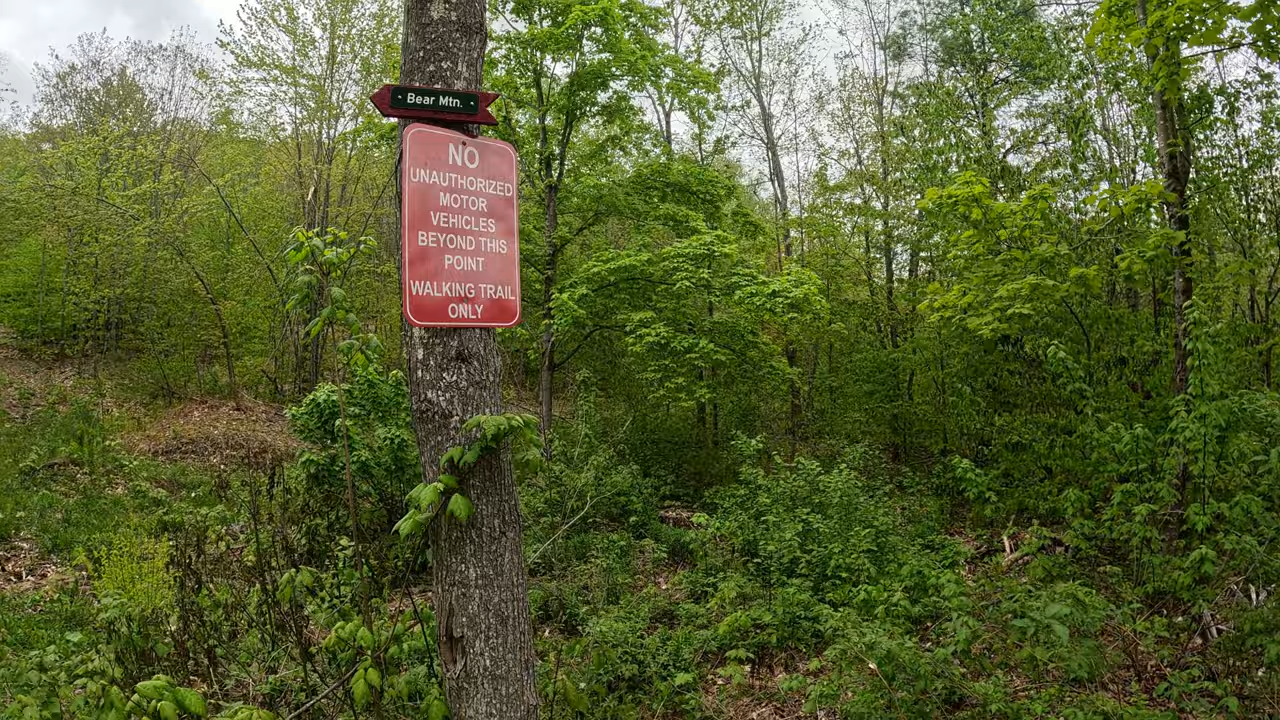 Bear Mtn.
NO
UNAUTHORIZED
MOTOR
VEHICLES
BEYOND THIS
POINT
WALKING TRAIL
ONLY